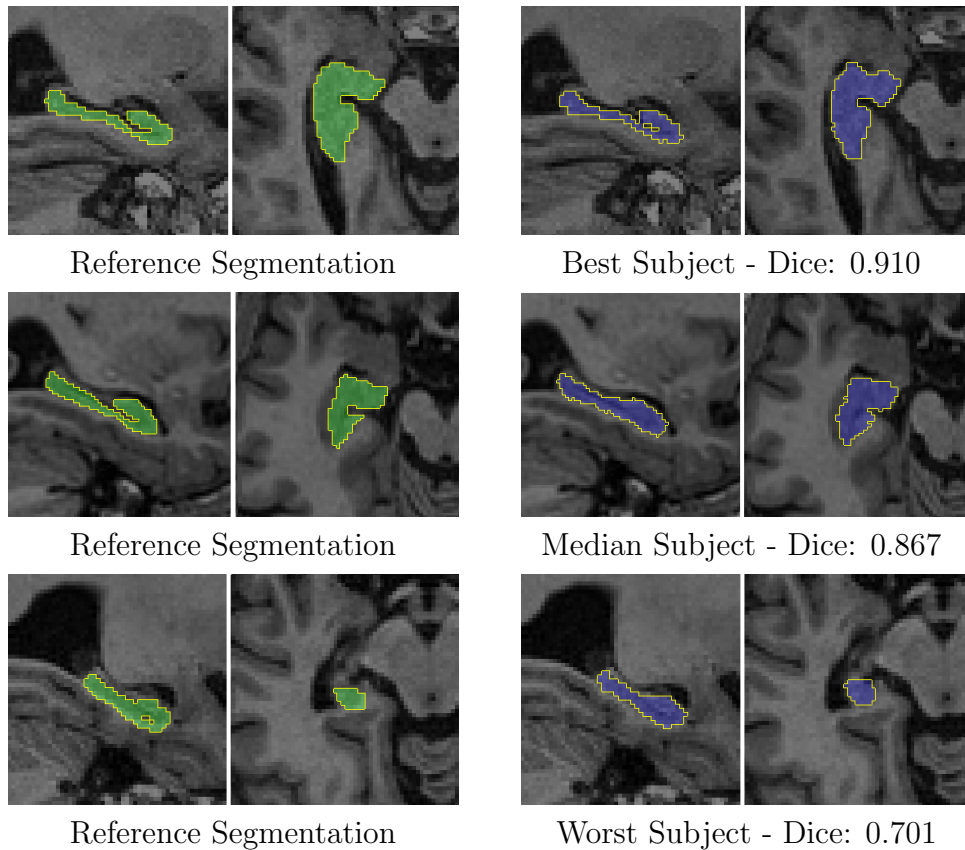 Reference Segmentation
Best Subject - Dice: 0.910
Reference Segmentation
Median Subject - Dice: 0.867
Reference Segmentation
Worst Subject - Dice: 0.701